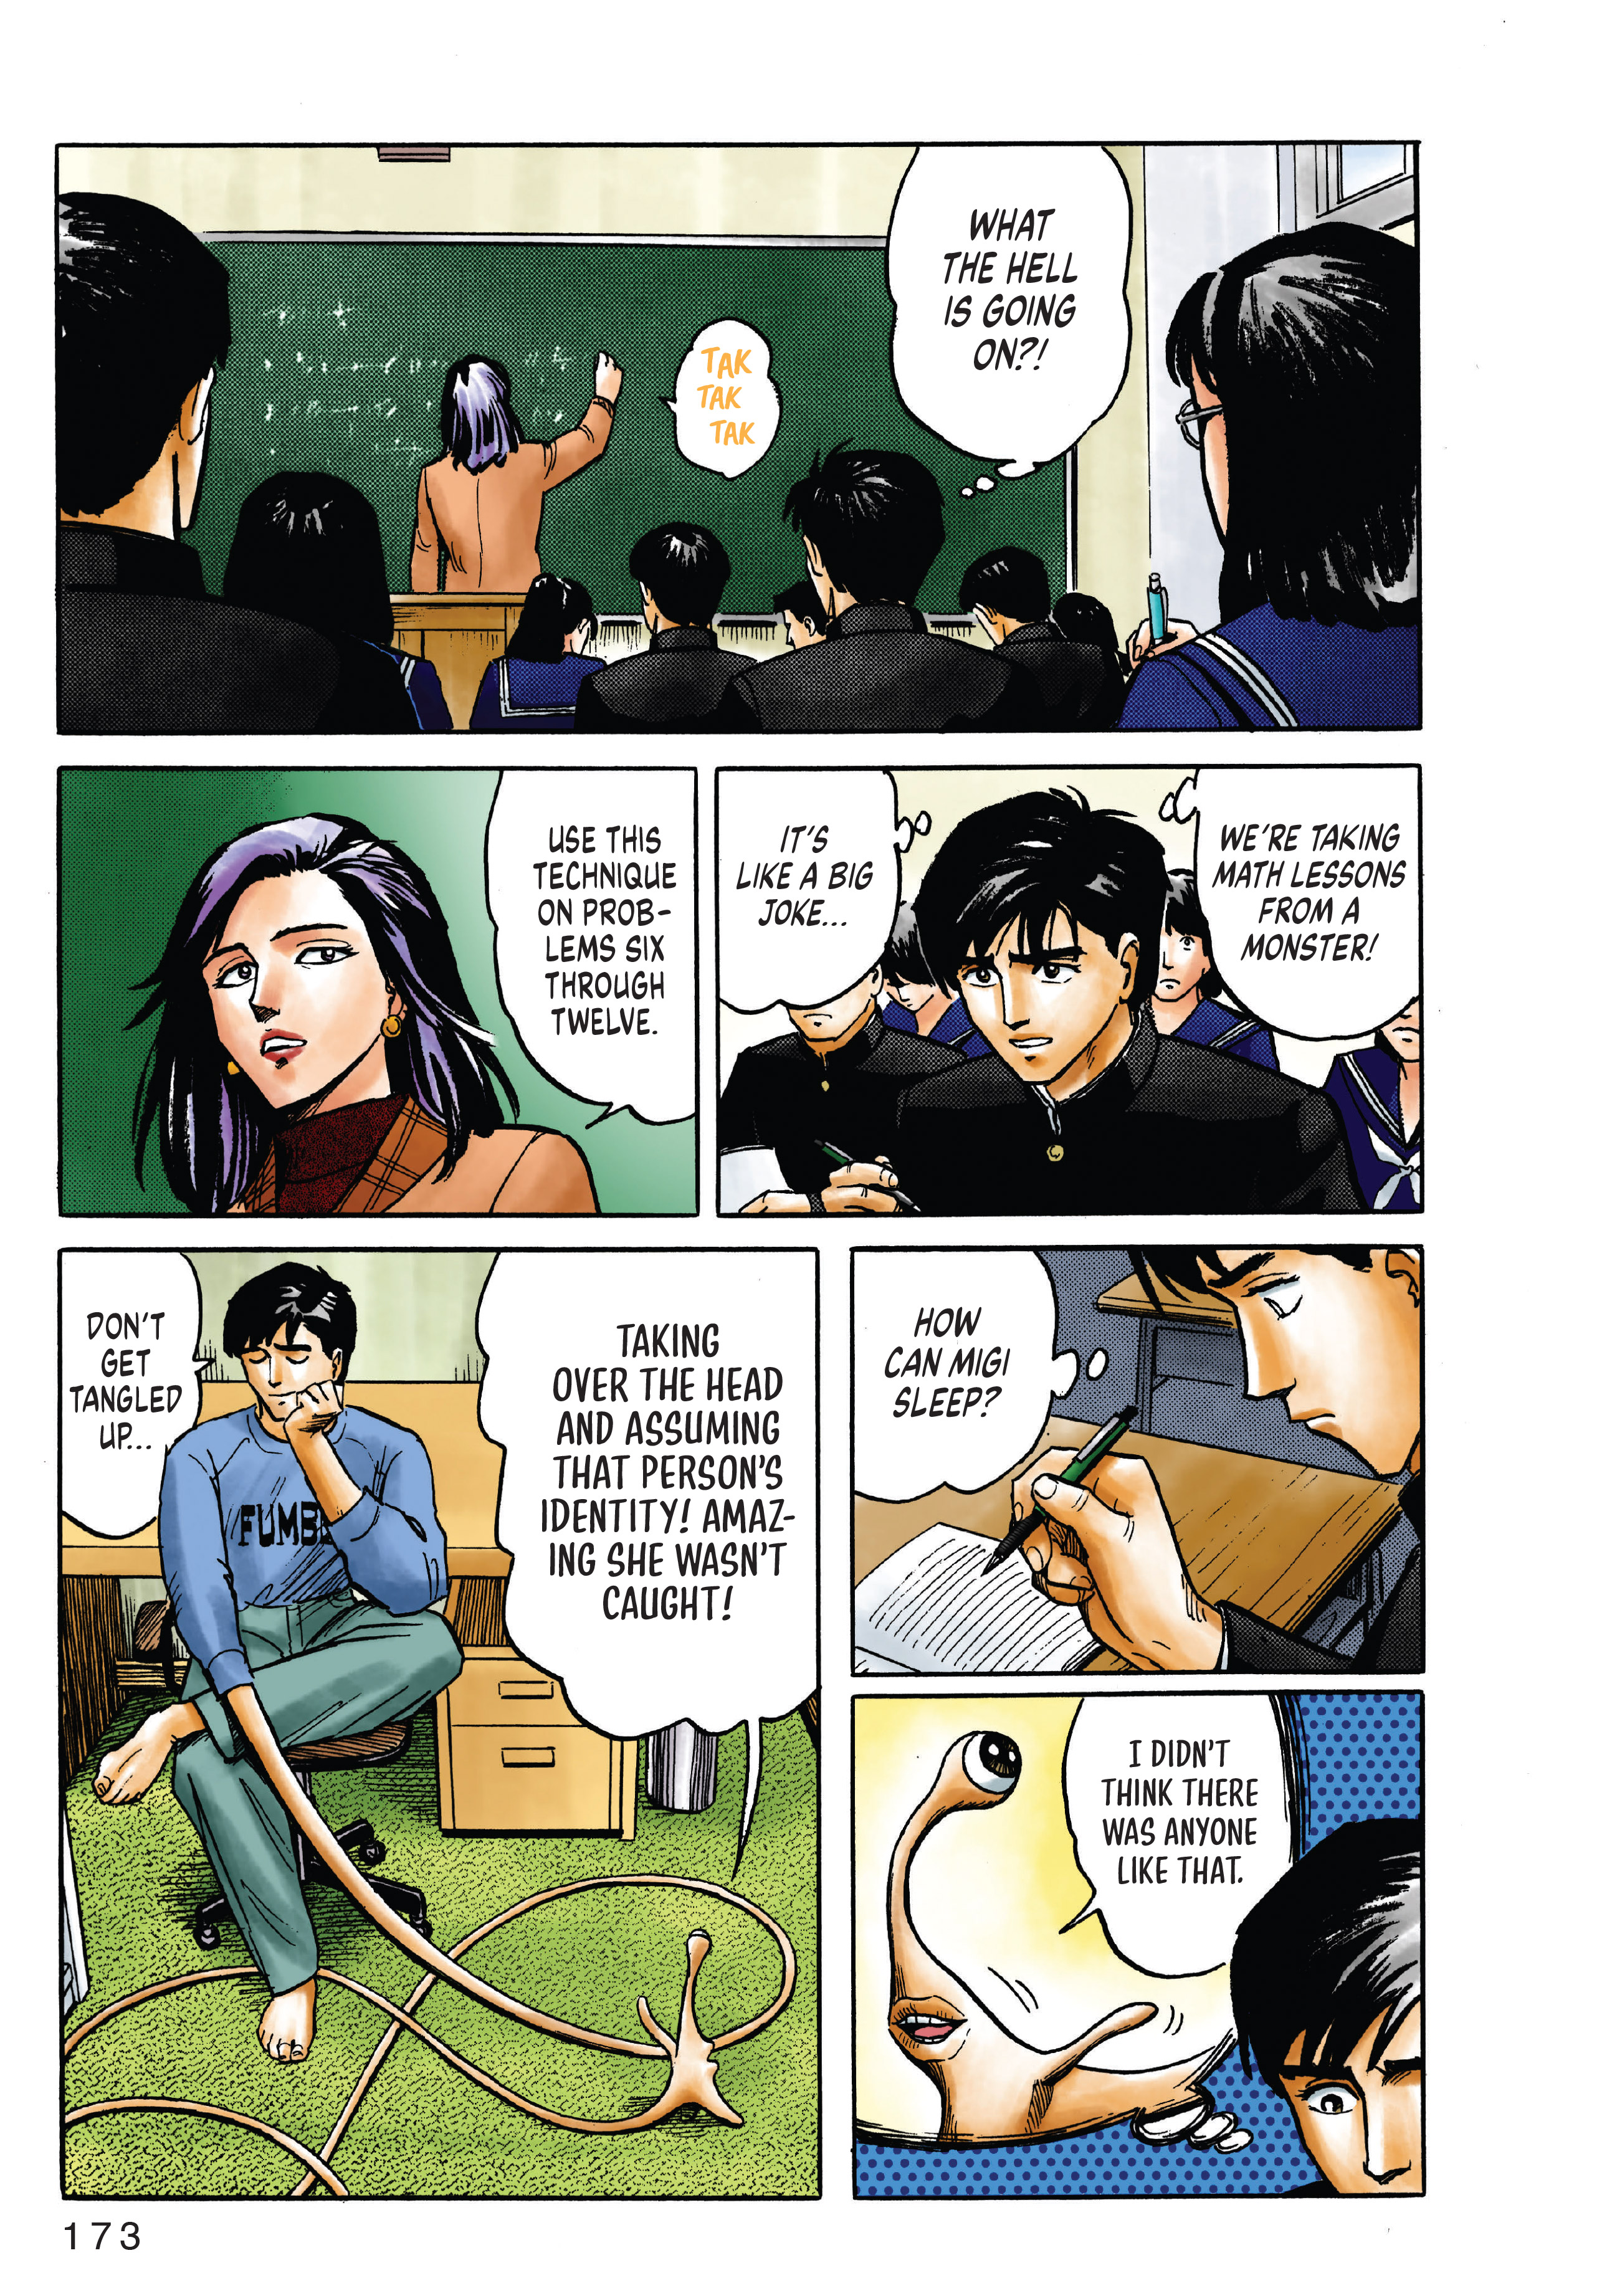 WHAT
THE HELL
IS GOING
ON?!
TAK
TAK
TAK
WE'RE TAKING
MATH LESSONS
FROM A
MONSTER!
IT'S
LIKE A BIG
JOKE...
USE THIS
TECHNIQUE
ON PROB-
LEMS SIX
THROUGH
TWELVE.
HOW
CAN MIGI
SLEEP?
I DIDN'T
THINK THERE
WAS ANYONE
LIKE THAT.
TAKING
OVER THE HEAD
AND ASSUMING
THAT PERSON'S
IDENTITY! AMAZ-
ING SHE WASN'T
CAUGHT!
DON'T
GET
TANGLED
UP...
FUMB
173